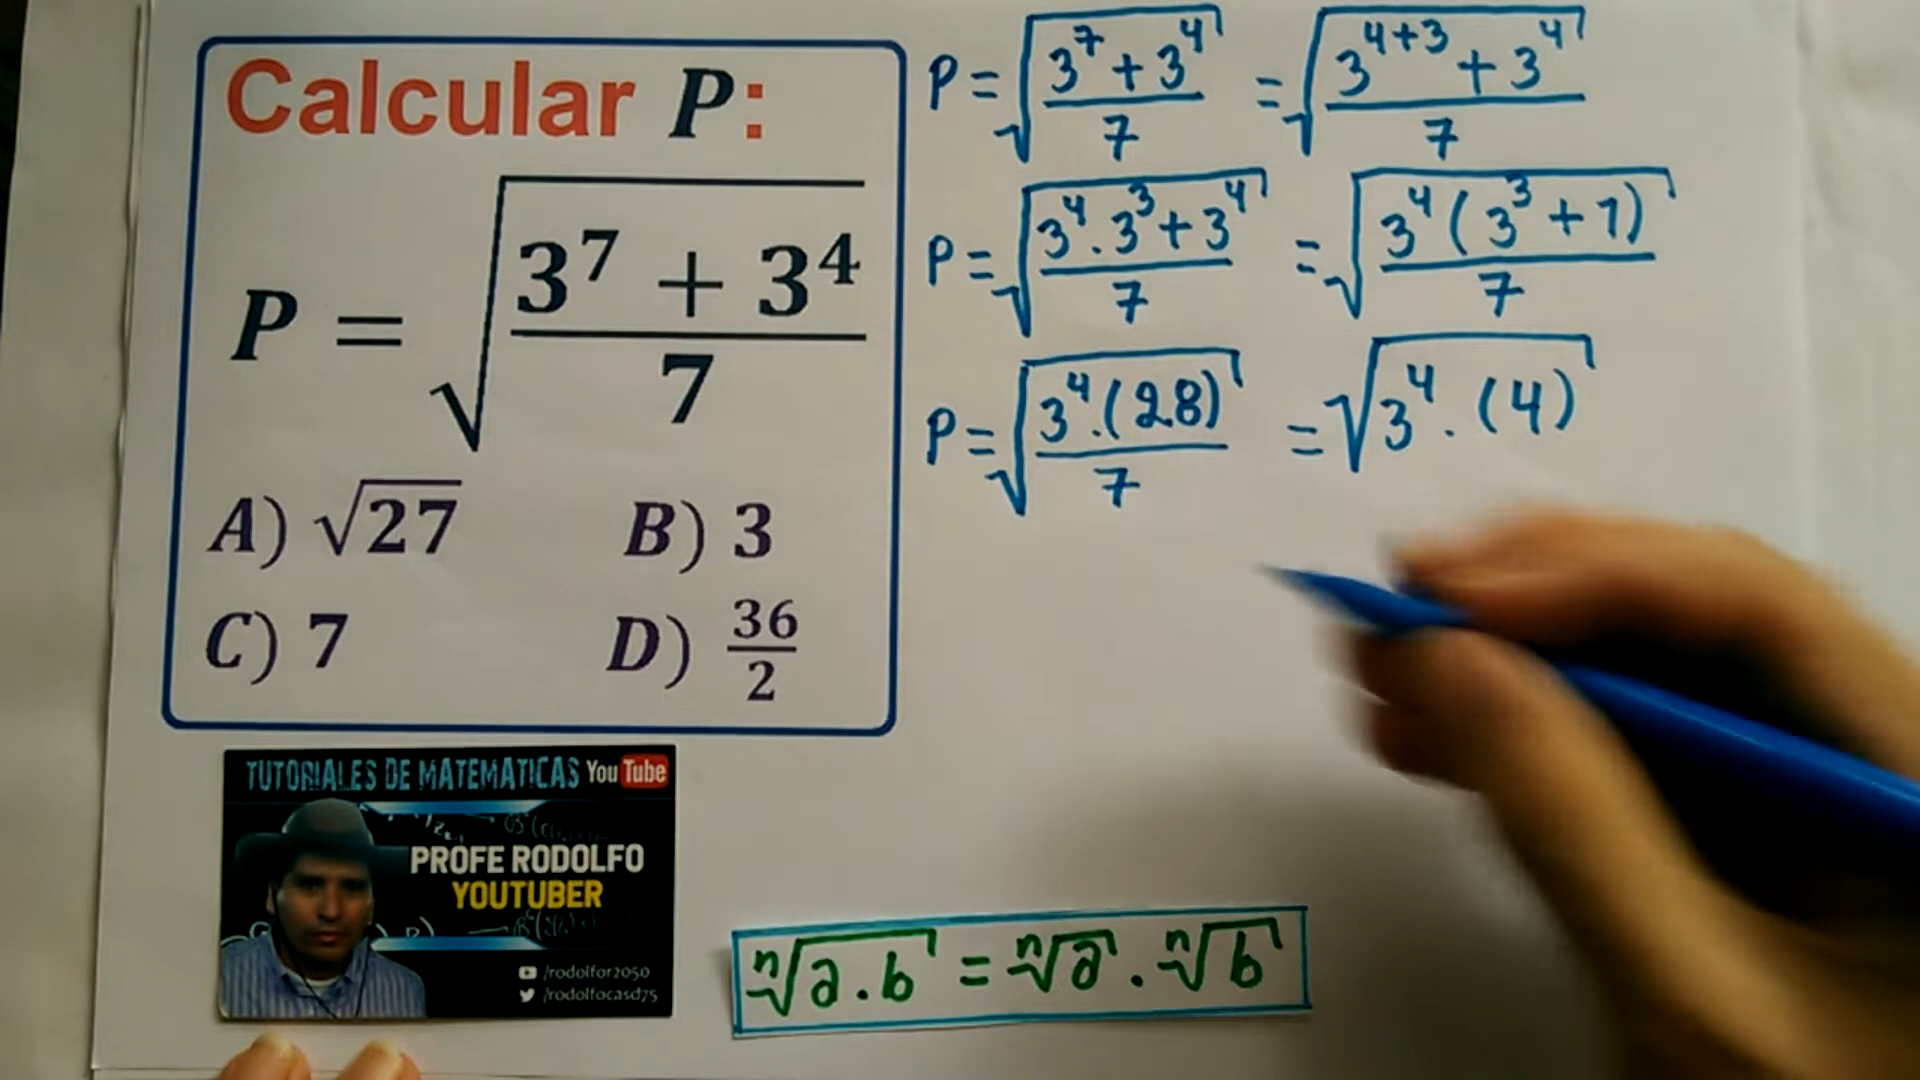 Calcular P:
P = √((3⁷ + 3⁴)/7)
A) √27 B) 3
C) 7 D) 36/2
P = √((3⁷ + 3⁴)/7) = √((3⁴⁺³ + 3⁴)/7)
P = √((3⁴ . 3³ + 3⁴)/7) = √((3⁴(3³ + 1))/7)
P = √((3⁴ . (28))/7) = √(3⁴ . (4))
TUTORIALES DE MATEMATICAS YouTube
PROFE RODOLFO
YOUTUBER
/rodolfor2050
/rodolfocasd75
ⁿ√(a . b) = ⁿ√a . ⁿ√b